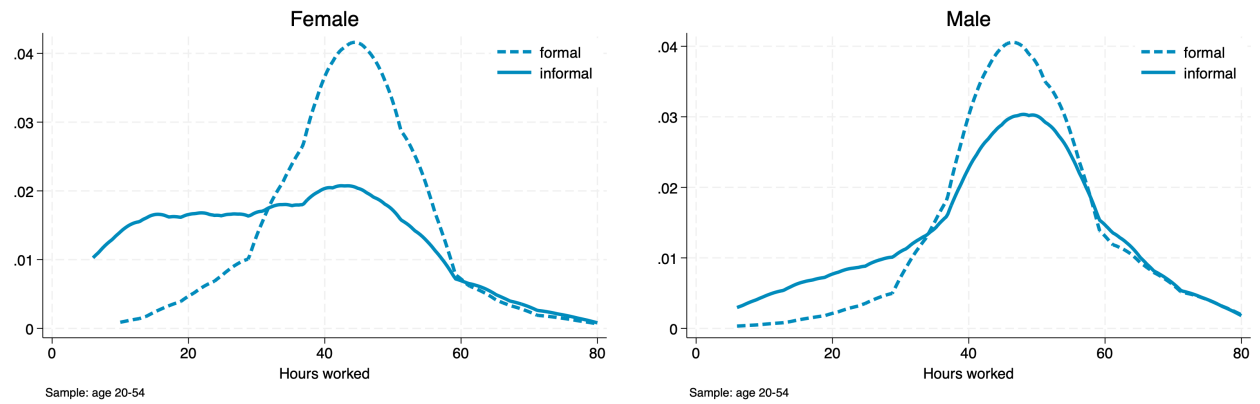 Female
formal
informal
.04
.03
.02
.01
0
0 20 40 60 80
Hours worked
Sample: age 20-54
Male
formal
informal
.04
.03
.02
.01
0
0 20 40 60 80
Hours worked
Sample: age 20-54